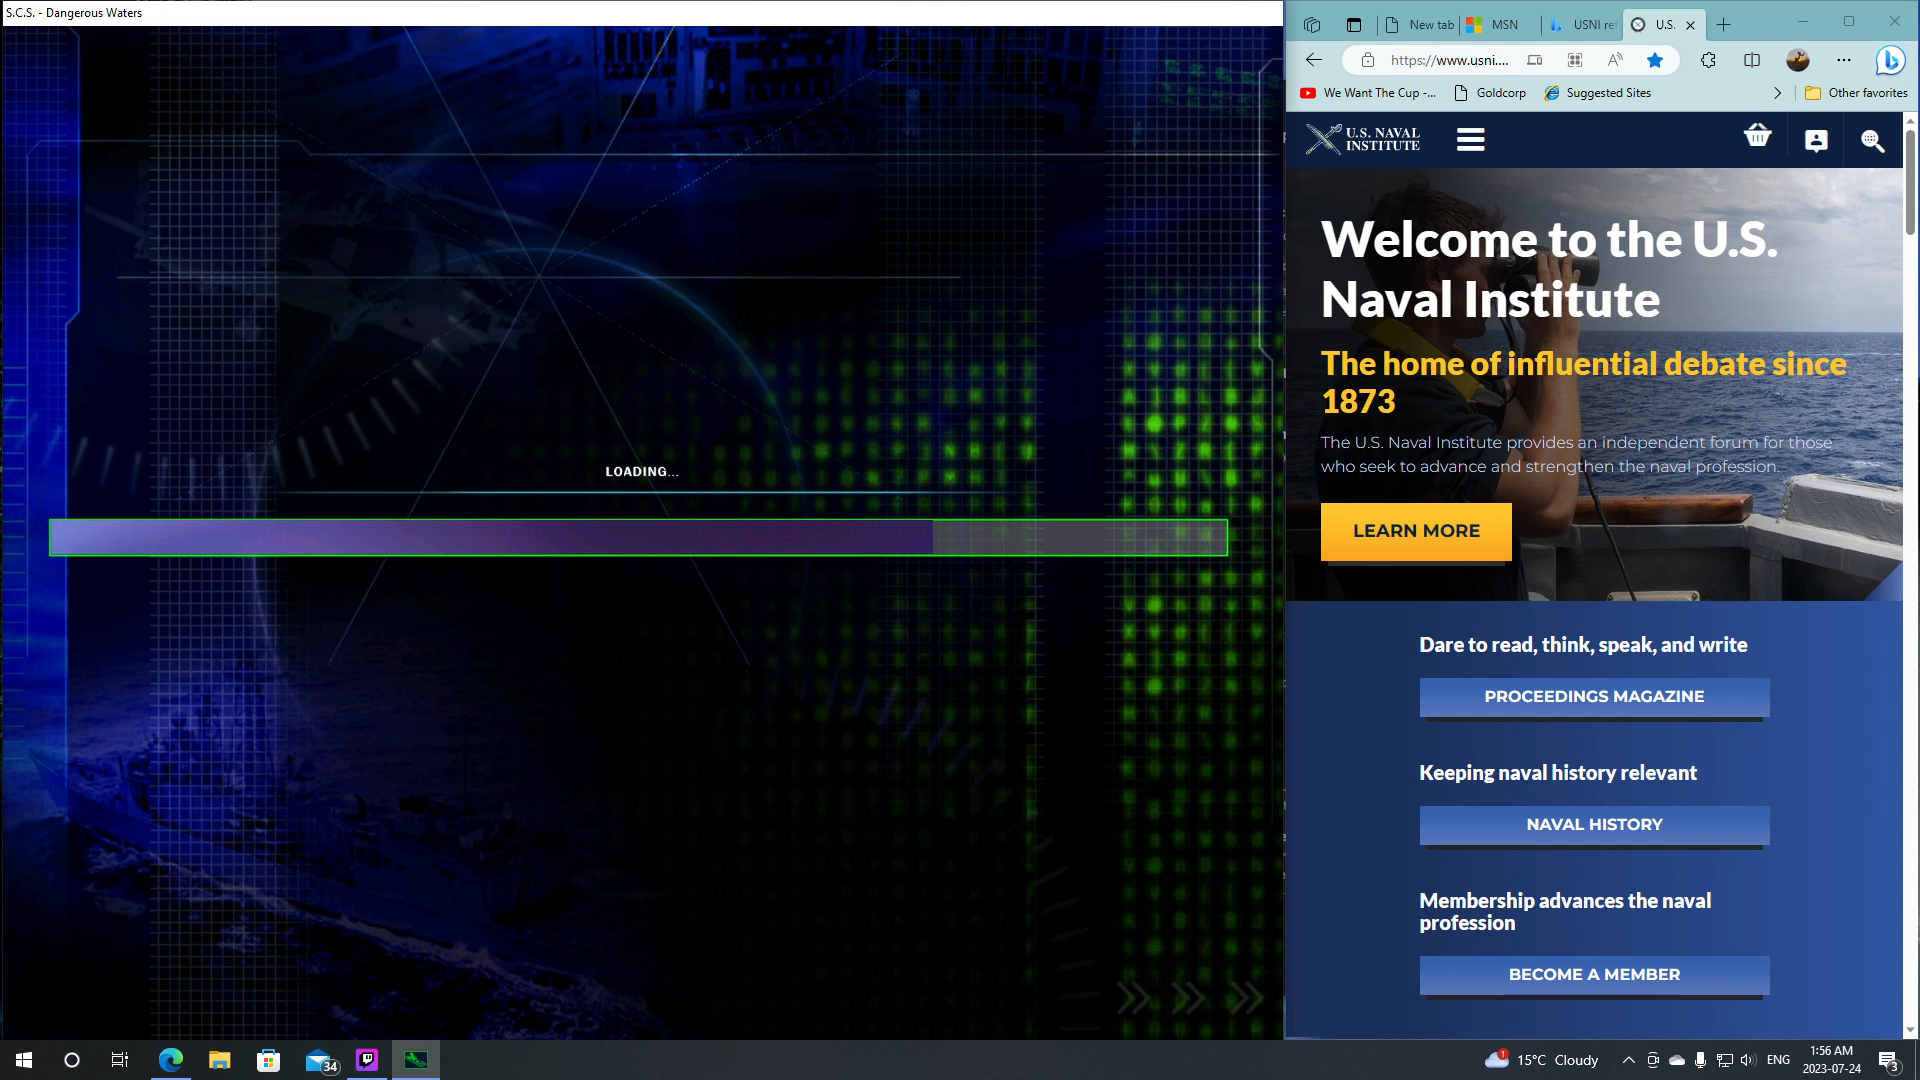 S.C.S. - Dangerous Waters
LOADING...
New tab
MSN
USNI ref
U.S.
https://www.usni....
We Want The Cup -...
Goldcorp
Suggested Sites
Other favorites
U.S. NAVAL
INSTITUTE
Welcome to the U.S.
Naval Institute
The home of influential debate since
1873
The U.S. Naval Institute provides an independent forum for those
who seek to advance and strengthen the naval profession.
LEARN MORE
Dare to read, think, speak, and write
PROCEEDINGS MAGAZINE
Keeping naval history relevant
NAVAL HISTORY
Membership advances the naval
profession
BECOME A MEMBER
34
1
15°C Cloudy
ENG
1:56 AM
2023-07-24
3